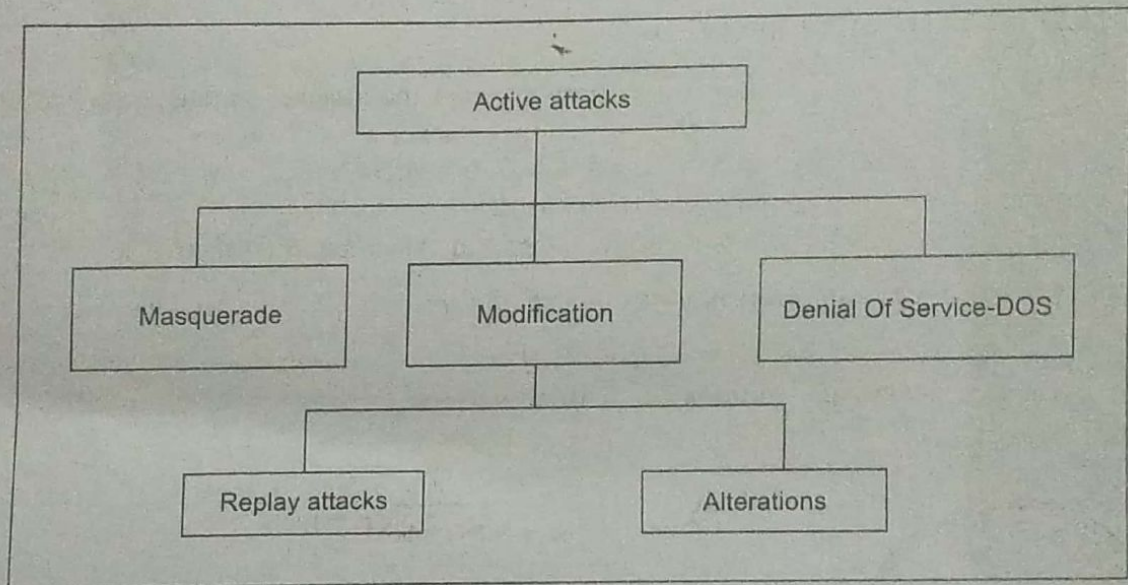 Active attacks
Masquerade
Modification
Denial Of Service-DOS
Replay attacks
Alterations